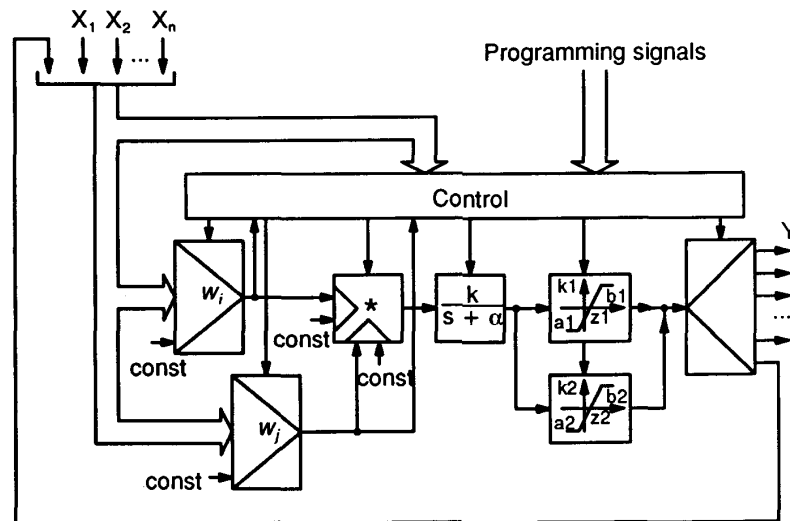 X1 X2 ... Xn
Programming signals
Control
Y
wi
*
k
s + α
k1
b1
a1
z1
const
const
const
k2
b2
a2
z2
...
wj
const